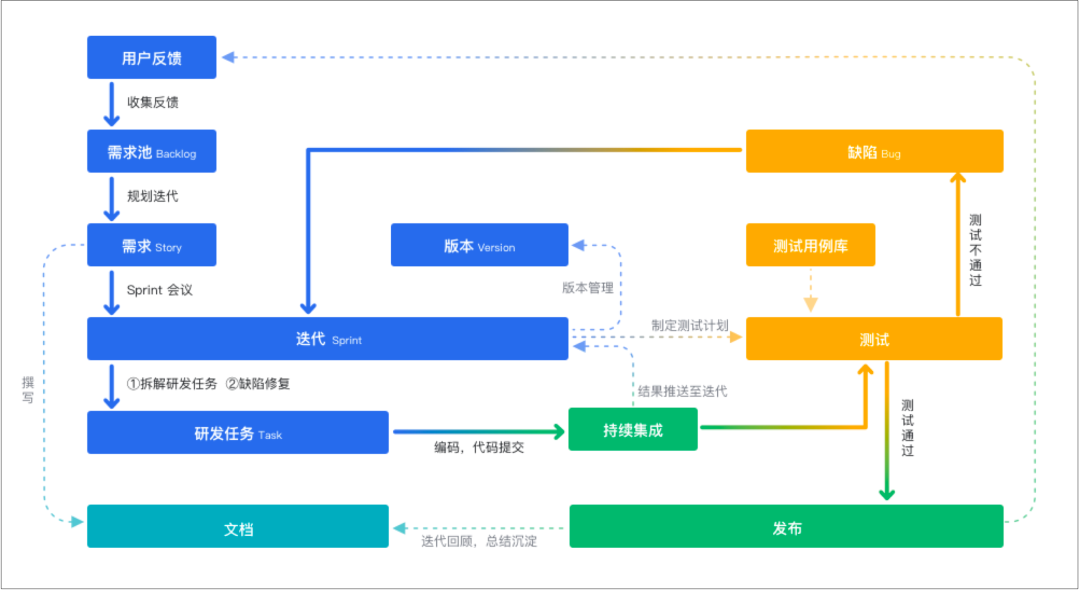 用户反馈
收集反馈
需求池 Backlog
缺陷 Bug
规划迭代
需求 Story
版本 Version
测试用例库
测试不通过
Sprint 会议
版本管理
制定测试计划
迭代 Sprint
测试
①拆解研发任务 ②缺陷修复
结果推送至迭代
撰写
测试通过
研发任务 Task
编码，代码提交
持续集成
文档
迭代回顾，总结沉淀
发布